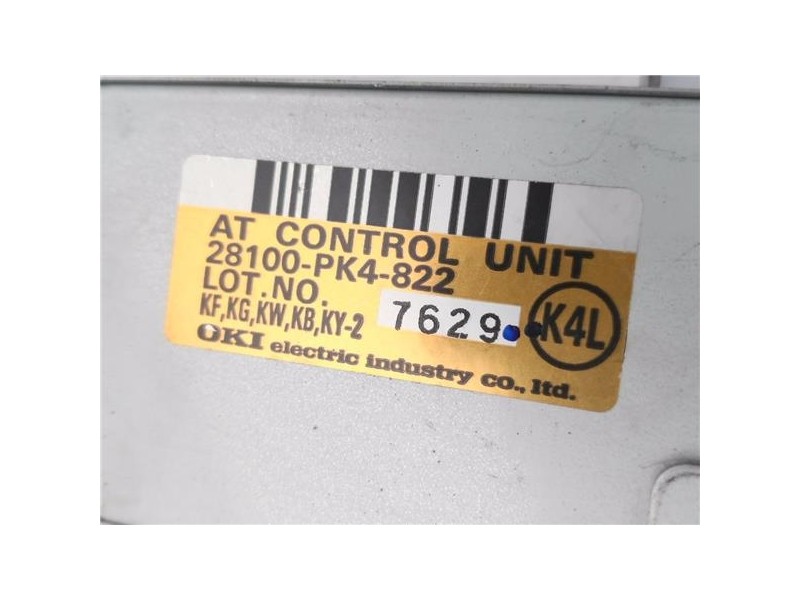 AT CONTROL UNIT
28100-PK4-822
LOT.NO. 7629
KF,KG,KW,KB,KY-2 K4L
OKI electric industry co., ltd.